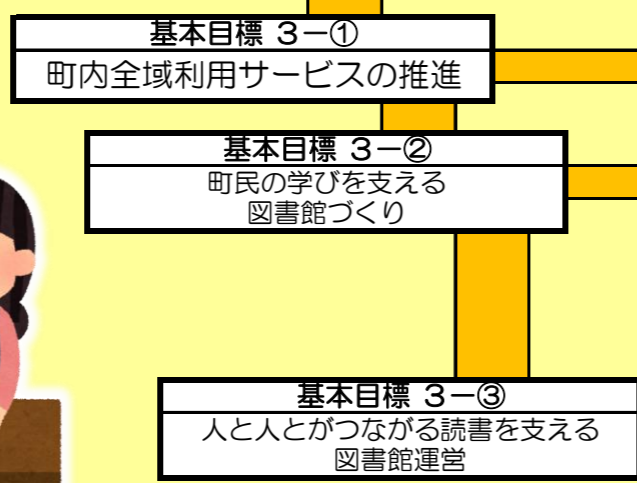 基本目標 ３－①
町内全域利用サービスの推進
基本目標 ３－②
町民の学びを支える
図書館づくり
基本目標 ３－③
人と人とがつながる読書を支える
図書館運営